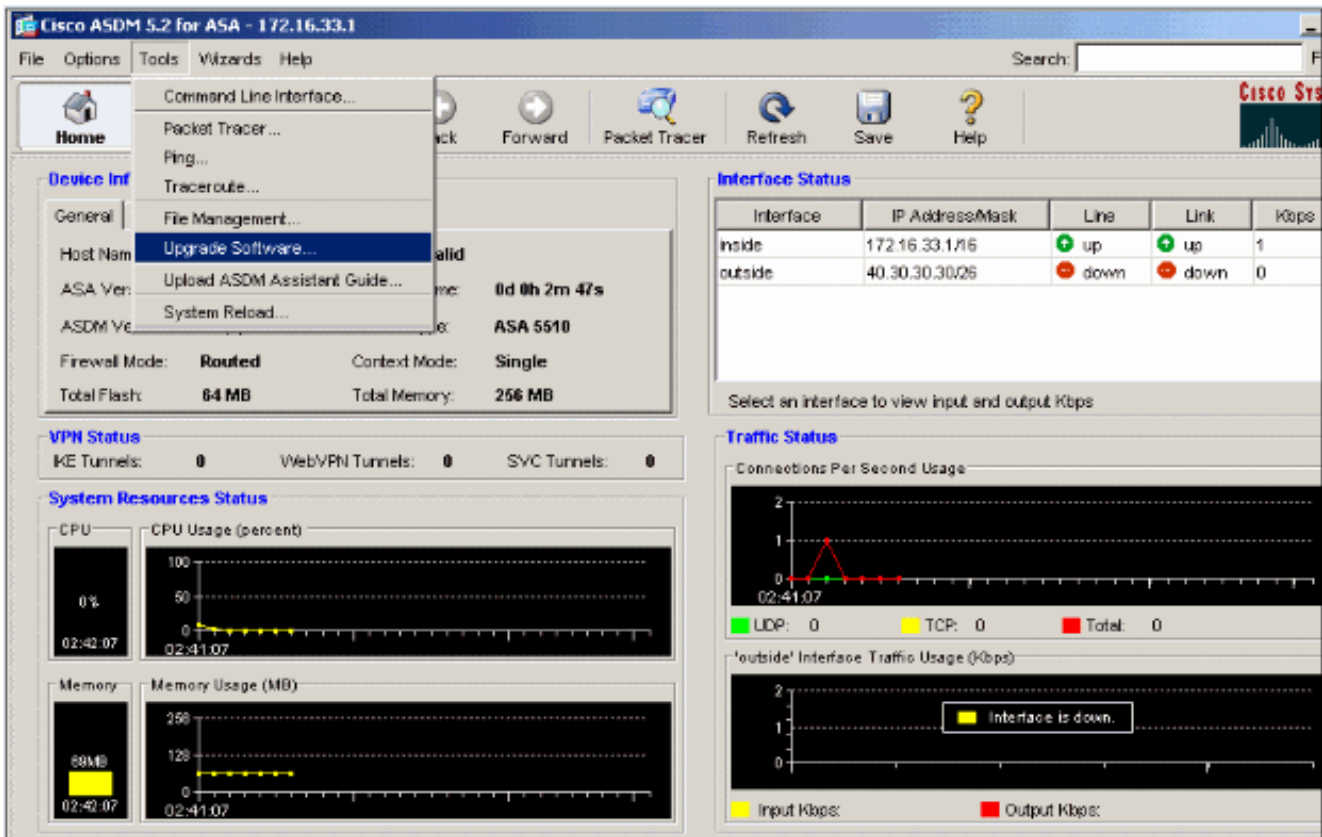 Cisco ASDM 5.2 for ASA - 172.16.33.1
File Options Tools Wizards Help Search:
Command Line Interface...
Packet Tracer...
Ping...
Traceroute...
File Management...
Upgrade Software...
Upload ASDM Assistant Guide...
System Reload...
Home ck Forward Packet Tracer Refresh Save Help
Cisco Sys
Device Inf
General
Host Nam alid
ASA Ver: me: 0d 0h 2m 47s
ASDM Ve pe: ASA 5510
Firewall Mode: Routed Context Mode: Single
Total Flash: 64 MB Total Memory: 256 MB
Interface Status
Interface IP Address/Mask Line Link Kbps
inside 172.16.33.1/16 up up 1
outside 40.30.30.30/26 down down 0
Select an interface to view input and output Kbps
VPN Status
IKE Tunnels: 0 WebVPN Tunnels: 0 SVC Tunnels: 0
System Resources Status
CPU
0%
02:42:07
CPU Usage (percent)
100
50
0
02:41:07
Memory
69MB
02:42:07
Memory Usage (MB)
256
128
0
02:41:07
Traffic Status
Connections Per Second Usage
2
1
0
02:41:07
UDP: 0 TCP: 0 Total: 0
'outside' Interface Traffic Usage (Kbps)
2
1
0
Interface is down.
Input Kbps: Output Kbps: